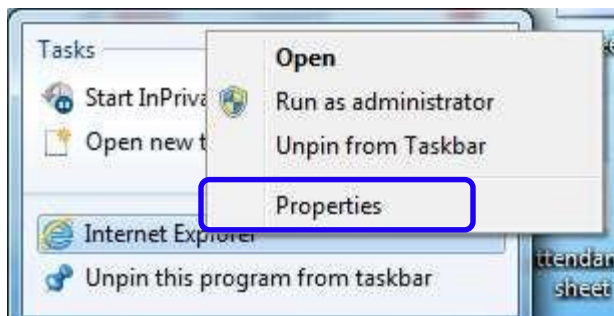 Tasks
Start InPriva
Open new t
Internet Explorer
Unpin this program from taskbar
Open
Run as administrator
Unpin from Taskbar
Properties
ttendar
sheet